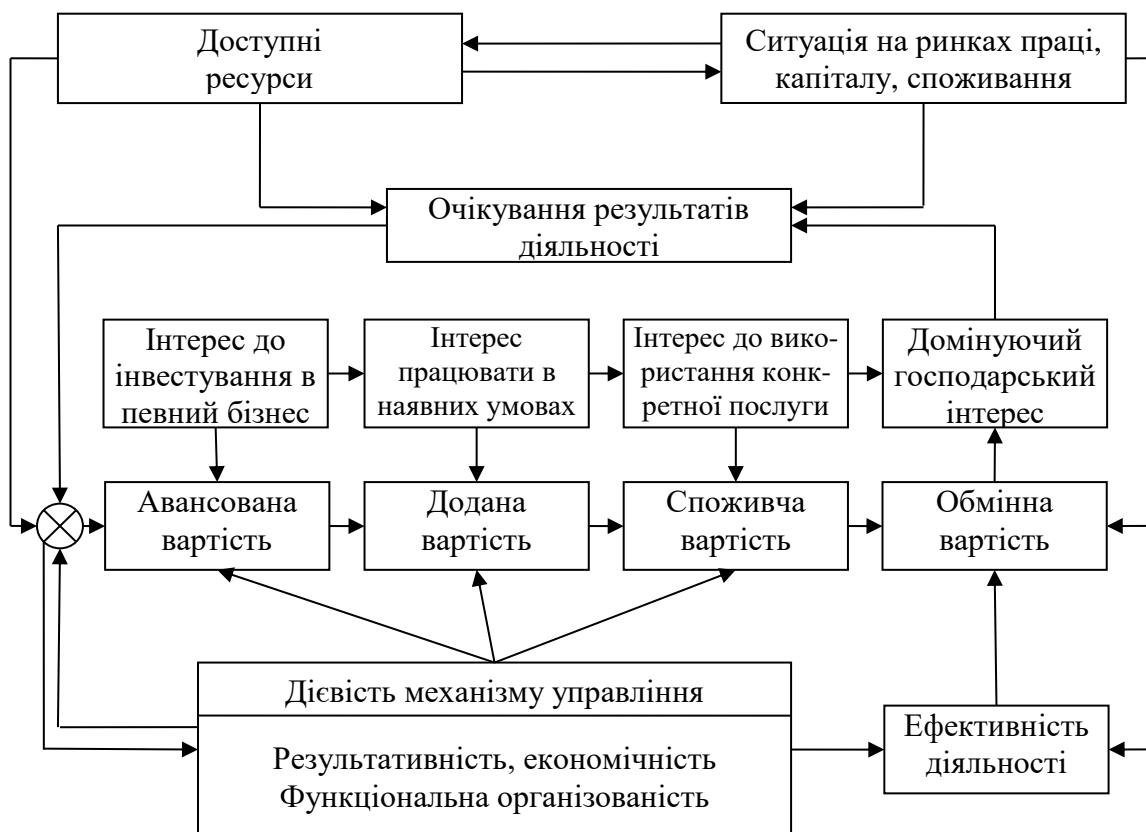 Доступні
ресурси
Ситуація на ринках праці,
капіталу, споживання
Очікування результатів
діяльності
Інтерес до
інвестування в
певний бізнес
Інтерес
працювати в
наявних умовах
Інтерес до вико-
ристання конк-
ретної послуги
Домінуючий
господарський
інтерес
Авансована
вартість
Додана
вартість
Споживча
вартість
Обмінна
вартість
Дієвість механізму управління
Результативність, економічність
Функціональна організованість
Ефективність
діяльності